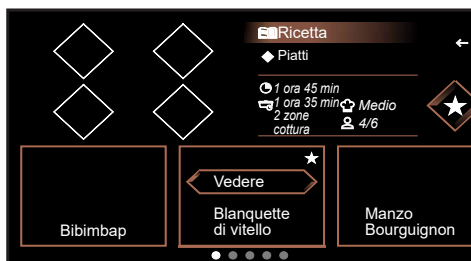 Ricetta
Piatti
1 ora 45 min
1 ora 35 min
2 zone
cottura
Medio
4/6
Vedere
Bibimbap
Blanquette
di vitello
Manzo
Bourguignon